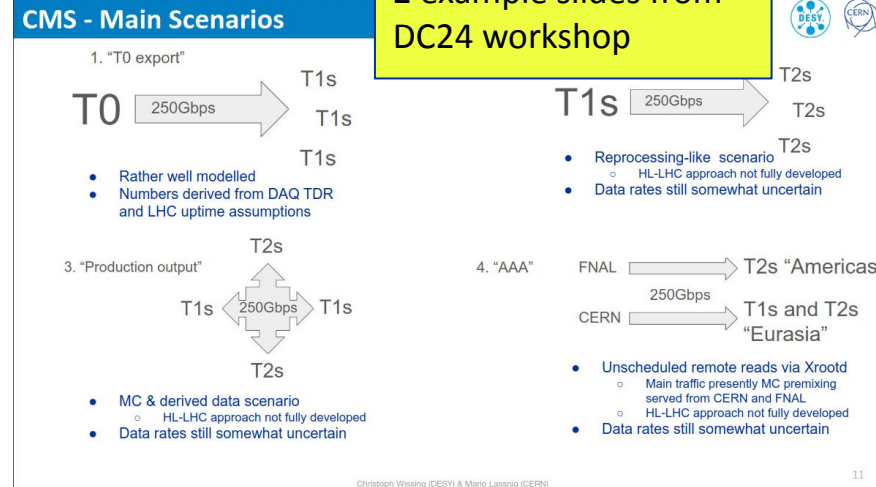 CMS - Main Scenarios
2 example slides from
DC24 workshop
DESY.
CERN
1. “T0 export”
T0
250Gbps
T1s
T1s
T1s
● Rather well modelled
● Numbers derived from DAQ TDR
and LHC uptime assumptions
T1s
250Gbps
T2s
T2s
T2s
● Reprocessing-like scenario
○ HL-LHC approach not fully developed
● Data rates still somewhat uncertain
3. “Production output”
T2s
T1s
250Gbps
T1s
T2s
● MC & derived data scenario
○ HL-LHC approach not fully developed
● Data rates still somewhat uncertain
4. “AAA”
FNAL
T2s “Americas
250Gbps
CERN
T1s and T2s
“Eurasia”
● Unscheduled remote reads via Xrootd
○ Main traffic presently MC premixing
served from CERN and FNAL
○ HL-LHC approach not fully developed
● Data rates still somewhat uncertain
Christoph Wissing (DESY) & Mario Lassnig (CERN)
11